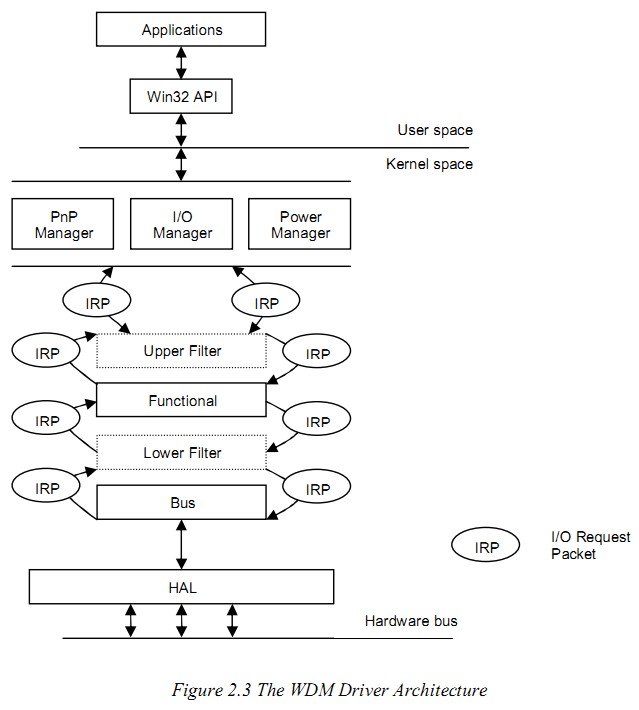 Applications
Win32 API
User space
Kernel space
PnP
Manager
I/O
Manager
Power
Manager
IRP
IRP
IRP
Upper Filter
IRP
Functional
IRP
IRP
Lower Filter
IRP
IRP
Bus
IRP
I/O Request
Packet
HAL
Hardware bus
Figure 2.3 The WDM Driver Architecture